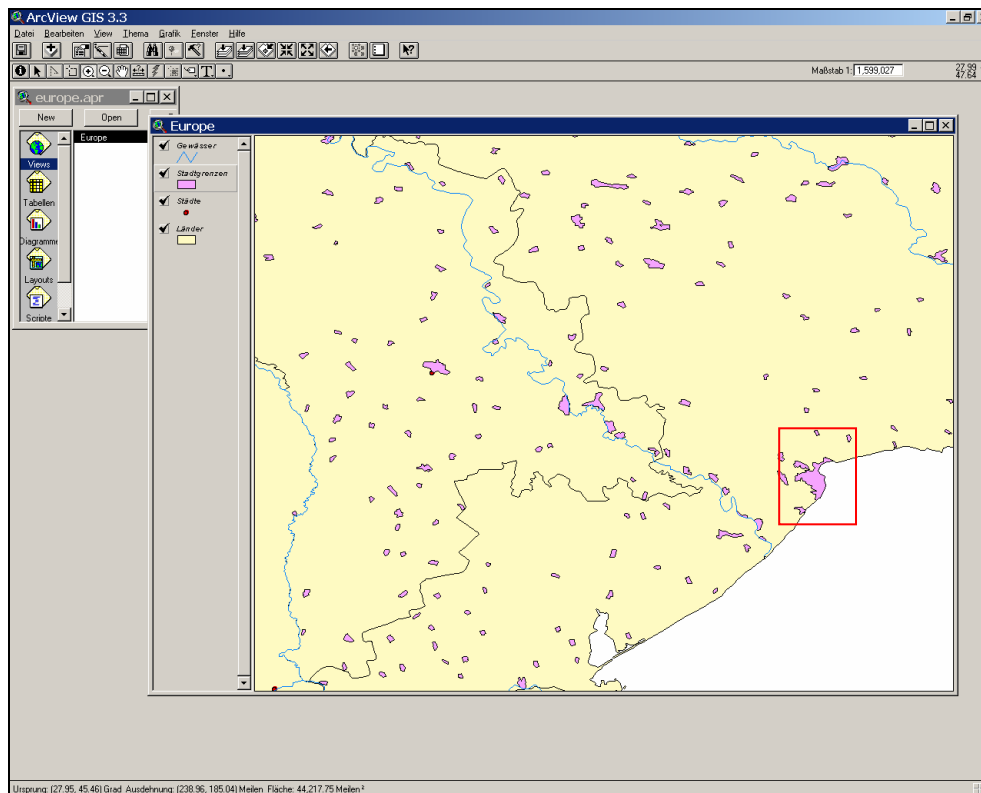 ArcView GIS 3.3
Datei Bearbeiten View Thema Grafik Fenster Hilfe
Maßstab 1: 1,599,027
27.99
47.64
europe.apr
New Open
Views
Tabellen
Diagramme
Layouts
Scripte
Europe
Europe
Gewässer
Stadtgrenzen
Städte
Länder
Ursprung: (27.95, 45.46) Grad Ausdehnung: (238.96, 185.04) Meilen Fläche: 44,217.75 Meilen²